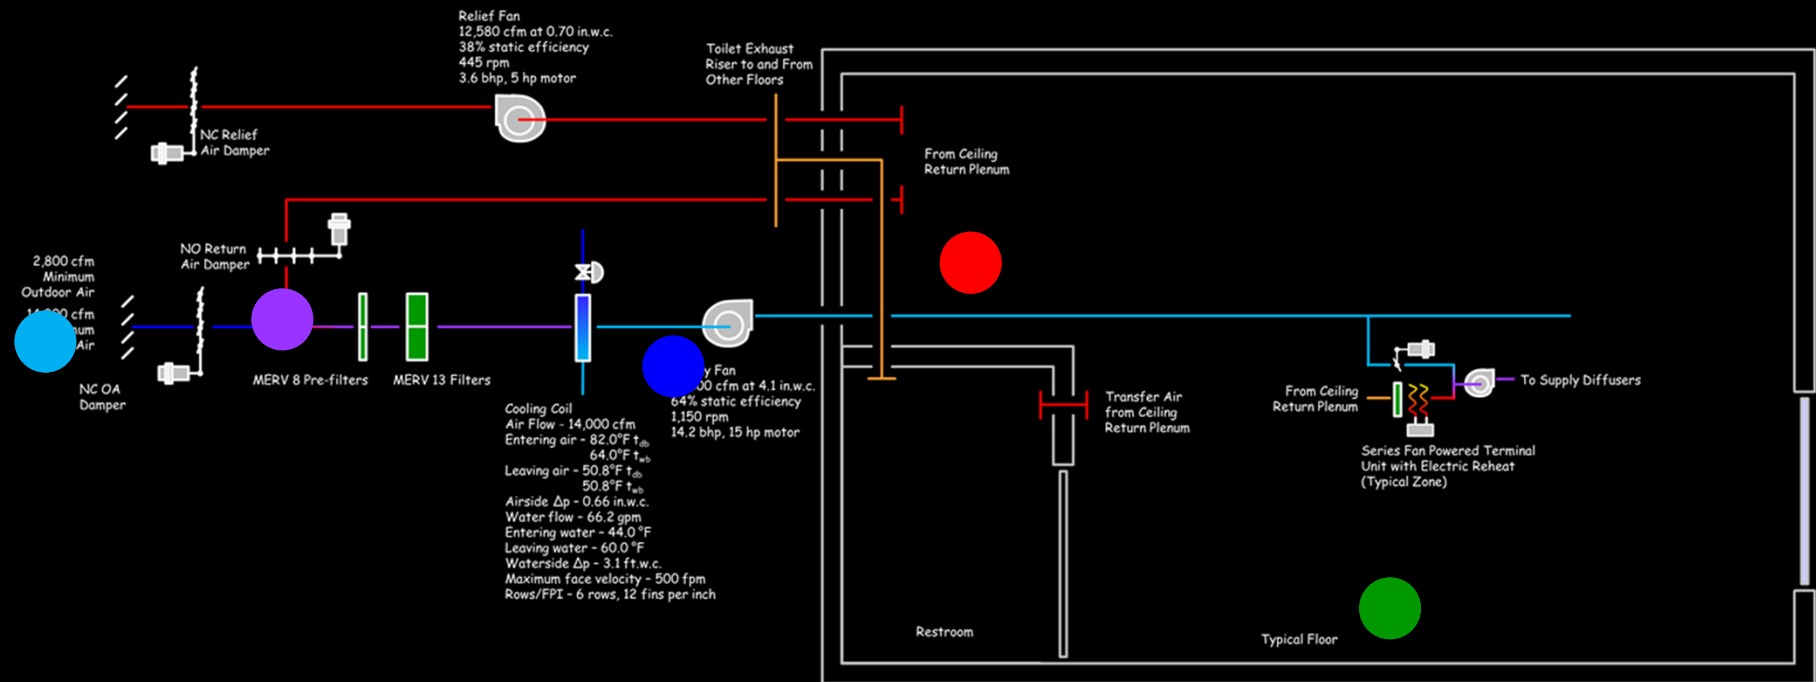 Relief Fan
12,580 cfm at 0.70 in.w.c.
38% static efficiency
445 rpm
3.6 bhp, 5 hp motor
Toilet Exhaust
Riser to and From
Other Floors
NC Relief
Air Damper
From Ceiling
Return Plenum
NO Return
Air Damper
2,800 cfm
Minimum
Outdoor Air
cfm
Air
NC OA
Damper
MERV 8 Pre-filters
MERV 13 Filters
Fan
cfm at 4.1 in.w.c.
64% static efficiency
1,150 rpm
14.2 bhp, 15 hp motor
Cooling Coil
Air Flow - 14,000 cfm
Entering air - 82.0°F tdb
64.0°F twb
Leaving air - 50.8°F tdb
50.8°F twb
Airside Δp - 0.66 in.w.c.
Water flow - 66.2 gpm
Entering water - 44.0 °F
Leaving water - 60.0 °F
Waterside Δp - 3.1 ft.w.c.
Maximum face velocity - 500 fpm
Rows/FPI - 6 rows, 12 fins per inch
Transfer Air
from Ceiling
Return Plenum
From Ceiling
Return Plenum
To Supply Diffusers
Series Fan Powered Terminal
Unit with Electric Reheat
(Typical Zone)
Restroom
Typical Floor